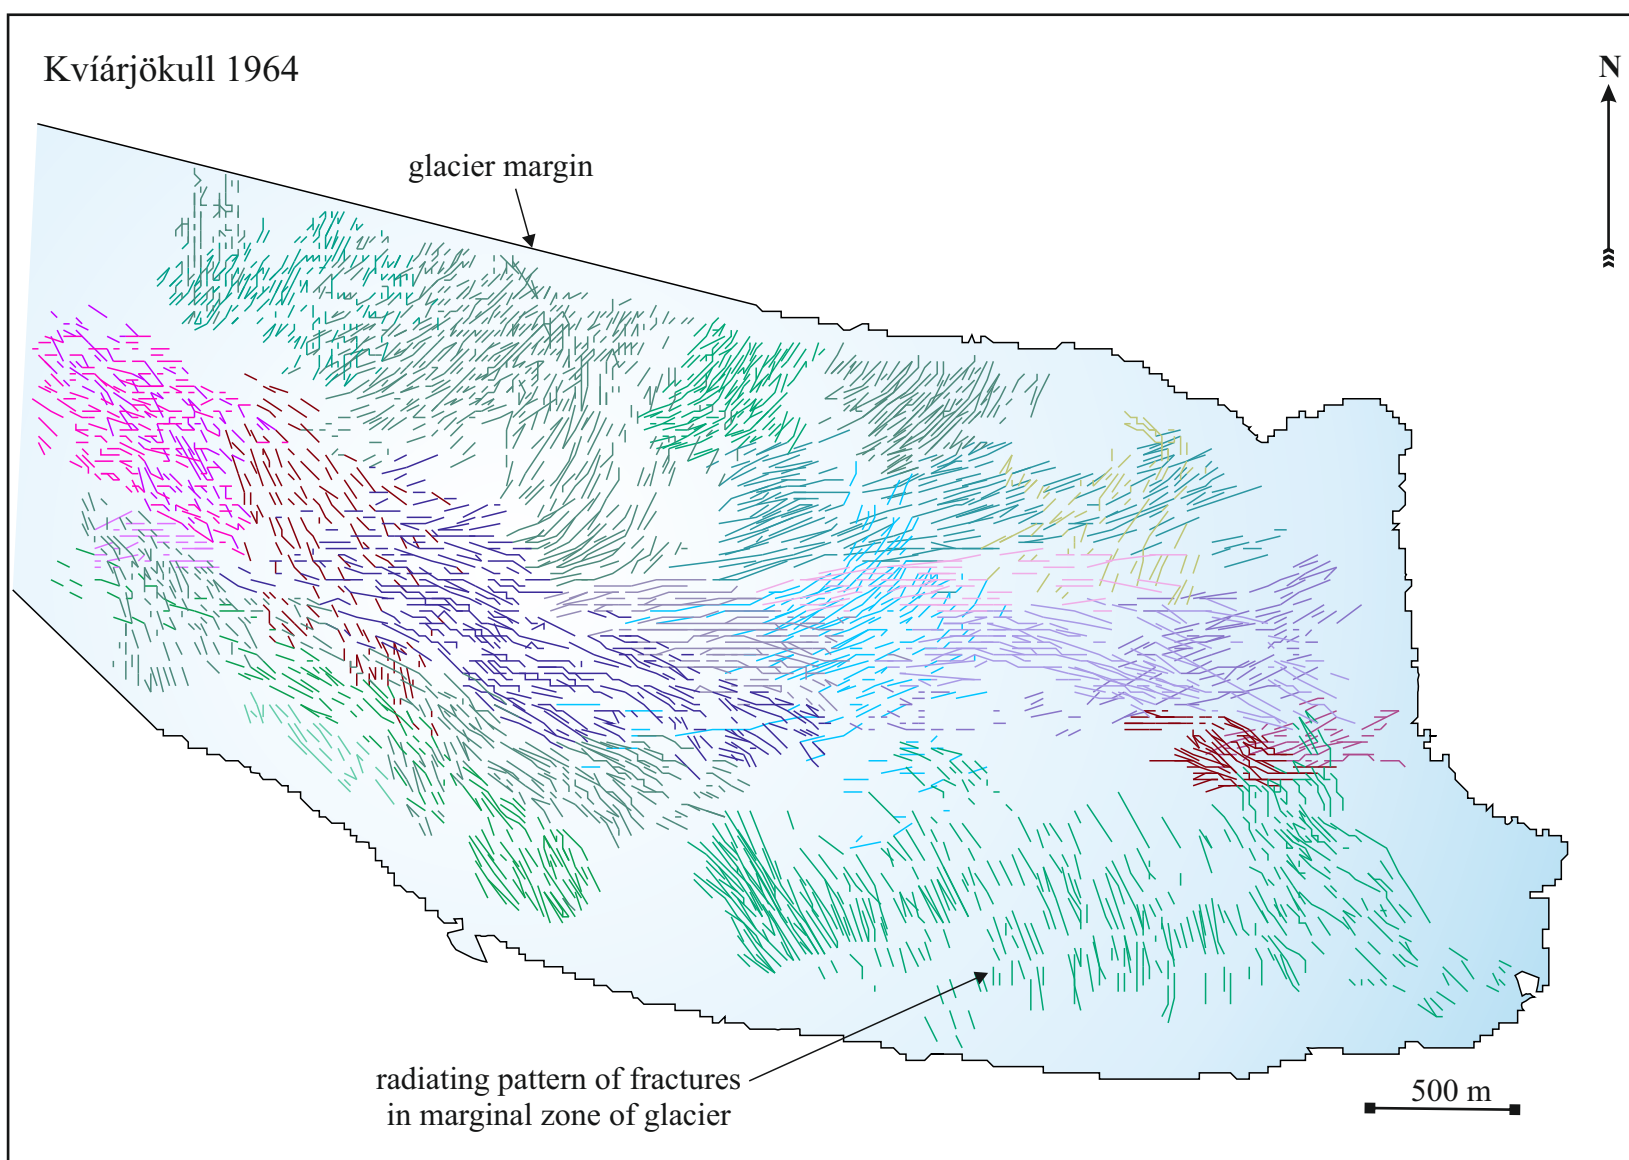 Kvíárjökull 1964
N
glacier margin
radiating pattern of fractures
in marginal zone of glacier
500 m